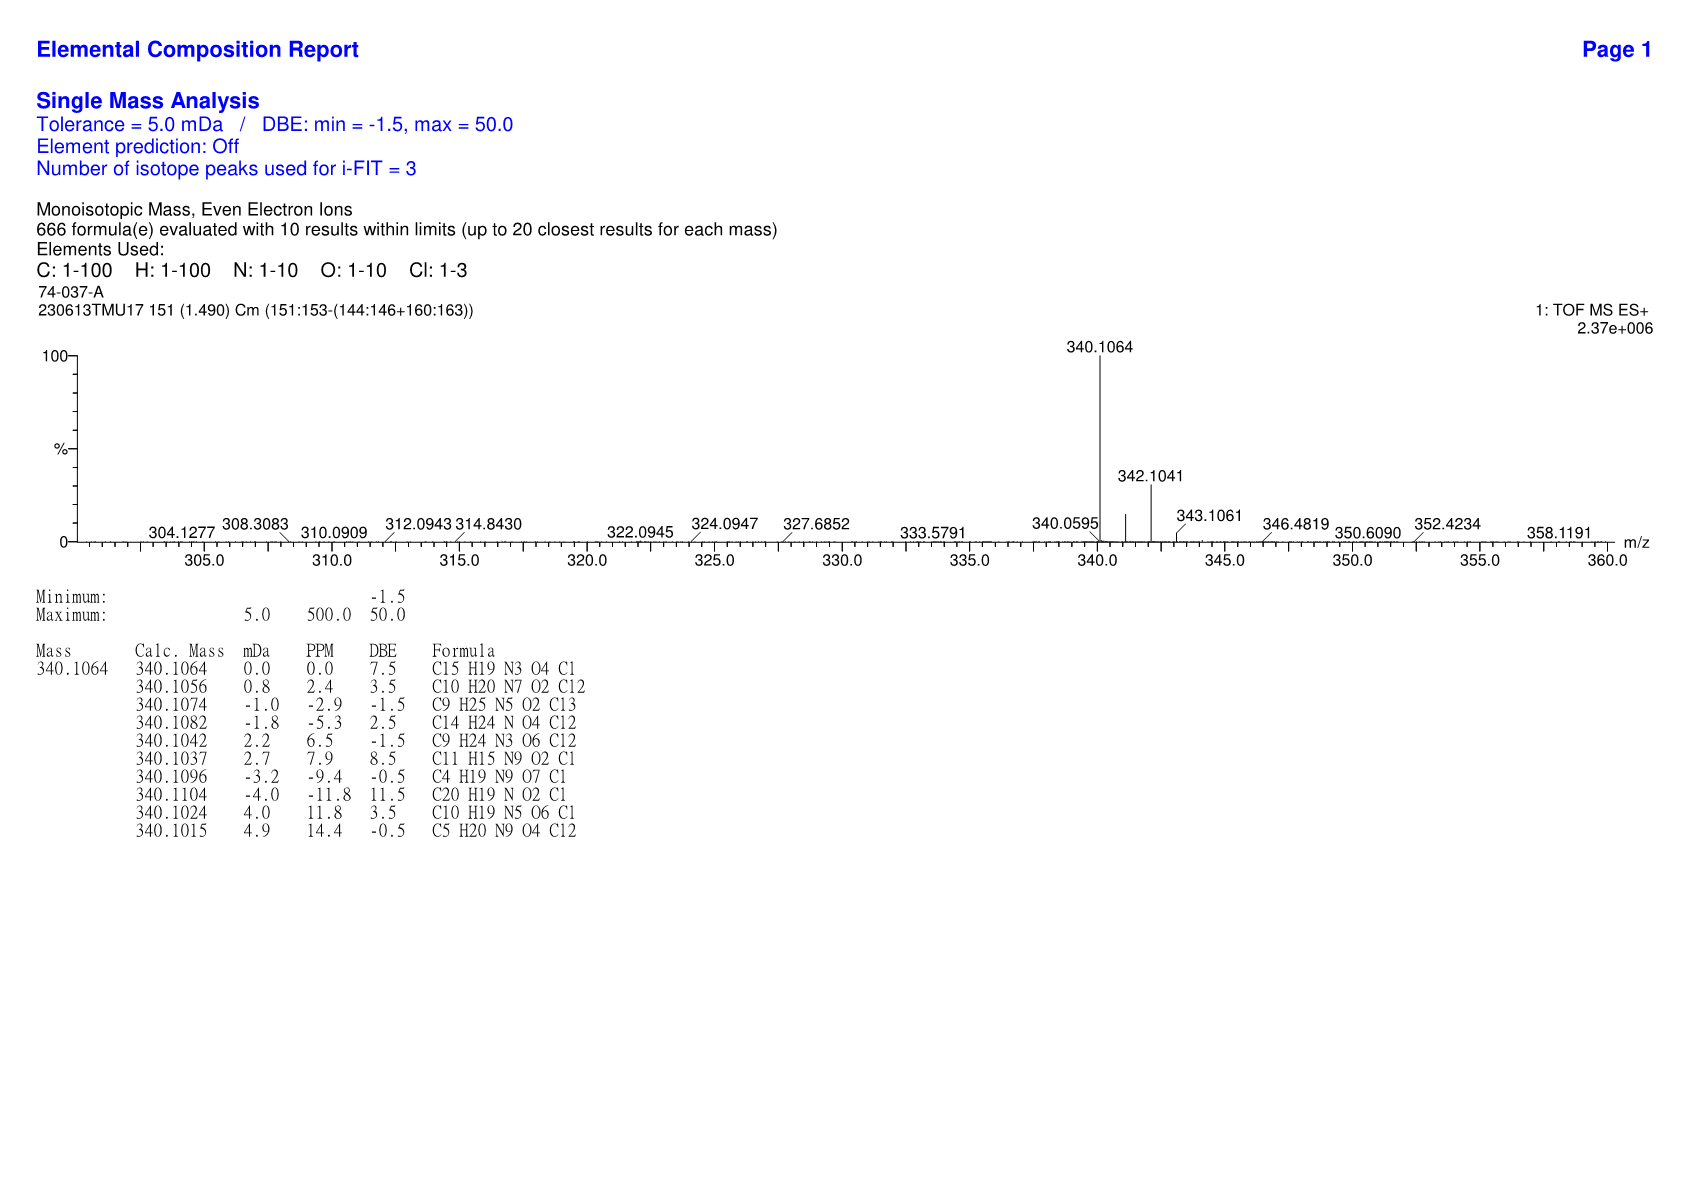 Elemental Composition Report Page 1
Single Mass Analysis
Tolerance = 5.0 mDa / DBE: min = -1.5, max = 50.0
Element prediction: Off
Number of isotope peaks used for i-FIT = 3
Monoisotopic Mass, Even Electron Ions
666 formula(e) evaluated with 10 results within limits (up to 20 closest results for each mass)
Elements Used:
C: 1-100 H: 1-100 N: 1-10 O: 1-10 Cl: 1-3
74-037-A
230613TMU17 151 (1.490) Cm (151:153-(144:146+160:163))
1: TOF MS ES+
2.37e+006
100
340.1064
%
342.1041
0
304.1277 308.3083 310.0909 312.0943 314.8430 322.0945 324.0947 327.6852 333.5791 340.0595 343.1061 346.4819 350.6090 352.4234 358.1191
m/z
305.0 310.0 315.0 320.0 325.0 330.0 335.0 340.0 345.0 350.0 355.0 360.0
Minimum: -1.5
Maximum: 5.0 500.0 50.0
Mass Calc. Mass mDa PPM DBE Formula
340.1064 340.1064 0.0 0.0 7.5 C15 H19 N3 O4 Cl
340.1056 0.8 2.4 3.5 C10 H20 N7 O2 Cl2
340.1074 -1.0 -2.9 -1.5 C9 H25 N5 O2 Cl3
340.1082 -1.8 -5.3 2.5 C14 H24 N O4 Cl2
340.1042 2.2 6.5 -1.5 C9 H24 N3 O6 Cl2
340.1037 2.7 7.9 8.5 C11 H15 N9 O2 Cl
340.1096 -3.2 -9.4 -0.5 C4 H19 N9 O7 Cl
340.1104 -4.0 -11.8 11.5 C20 H19 N O2 Cl
340.1024 4.0 11.8 3.5 C10 H19 N5 O6 Cl
340.1015 4.9 14.4 -0.5 C5 H20 N9 O4 Cl2